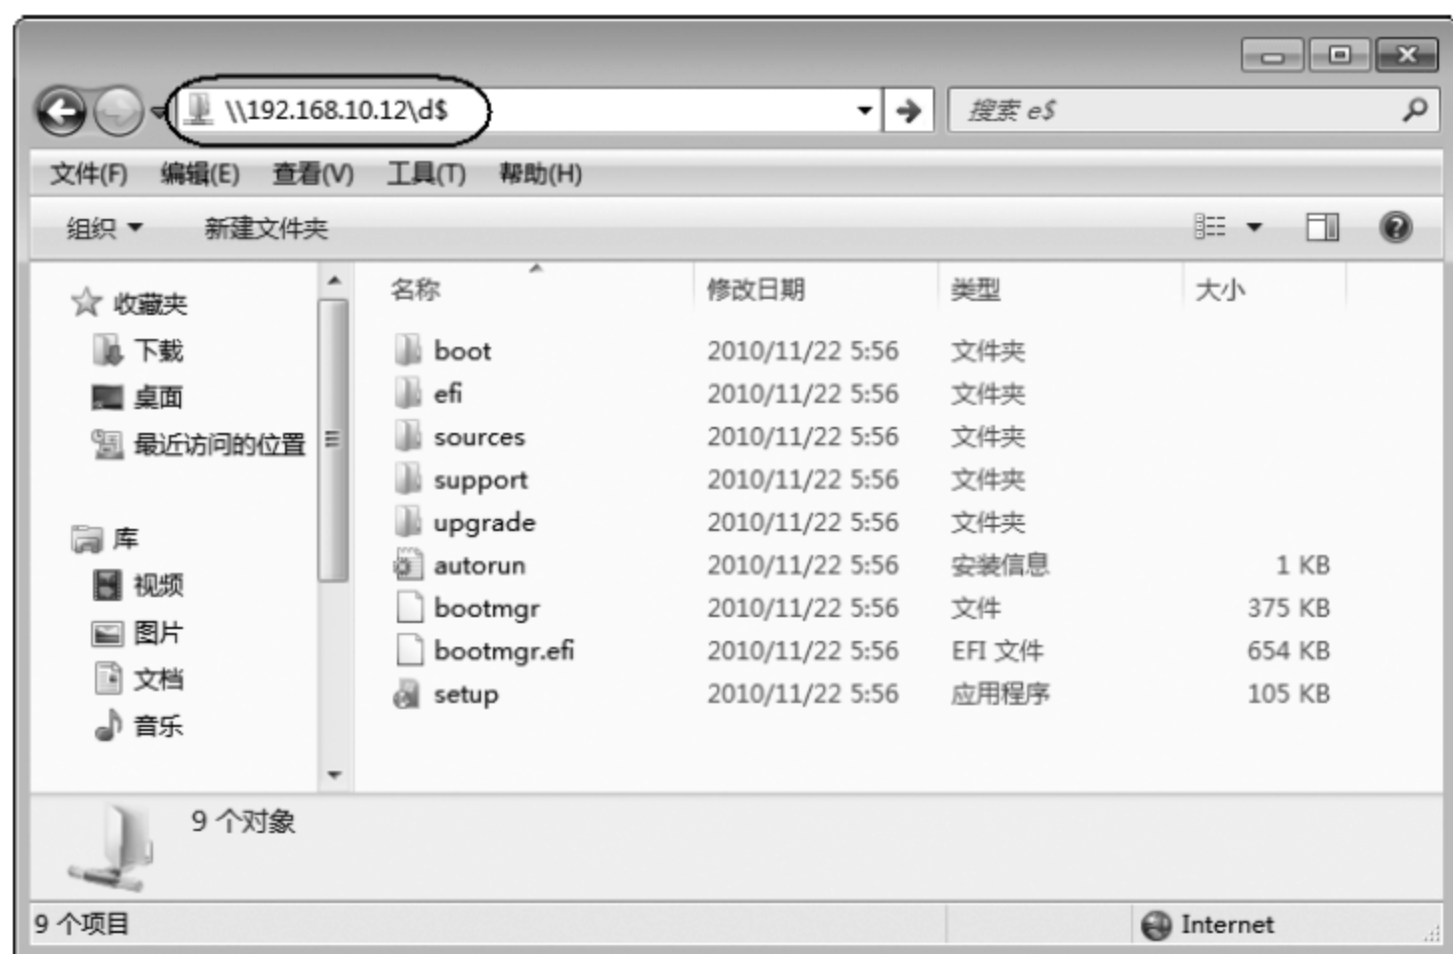 \\192.168.10.12\d$ 搜索 e$
文件(F) 编辑(E) 查看(V) 工具(T) 帮助(H)
组织 新建文件夹
收藏夹
下载
桌面
最近访问的位置
库
视频
图片
文档
音乐
名称 修改日期 类型 大小
boot 2010/11/22 5:56 文件夹
efi 2010/11/22 5:56 文件夹
sources 2010/11/22 5:56 文件夹
support 2010/11/22 5:56 文件夹
upgrade 2010/11/22 5:56 文件夹
autorun 2010/11/22 5:56 安装信息 1 KB
bootmgr 2010/11/22 5:56 文件 375 KB
bootmgr.efi 2010/11/22 5:56 EFI 文件 654 KB
setup 2010/11/22 5:56 应用程序 105 KB
9 个对象
9 个项目 Internet